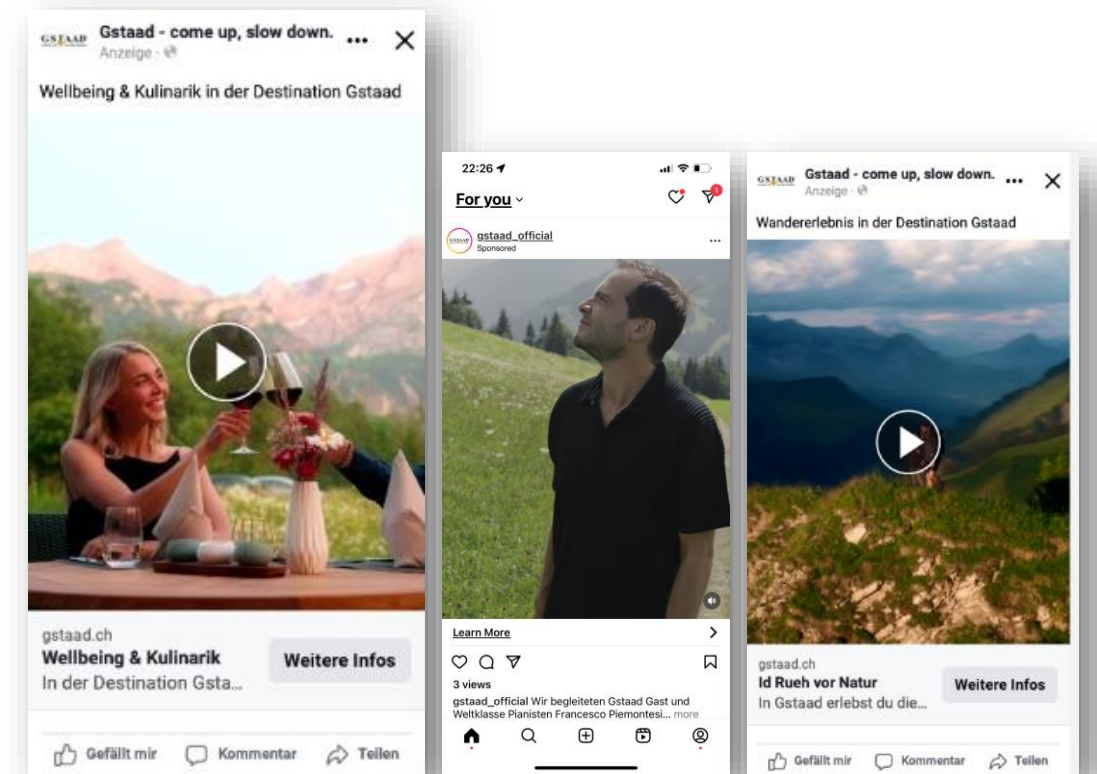 GSTAAD
Gstaad - come up, slow down.
Anzeige ·
Wellbeing & Kulinarik in der Destination Gstaad
gstaad.ch
Wellbeing & Kulinarik
In der Destination Gsta...
Weitere Infos
Gefällt mir
Kommentar
Teilen
22:26
For you
1
GSTAAD
gstaad_official
Sponsored
Learn More
3 views
gstaad_official Wir begleiteten Gstaad Gast und
Weltklasse Pianisten Francesco Piemontesi... more
GSTAAD
Gstaad - come up, slow down.
Anzeige ·
Wandererlebnis in der Destination Gstaad
gstaad.ch
Id Rueh vor Natur
In Gstaad erlebst du die...
Weitere Infos
Gefällt mir
Kommentar
Teilen